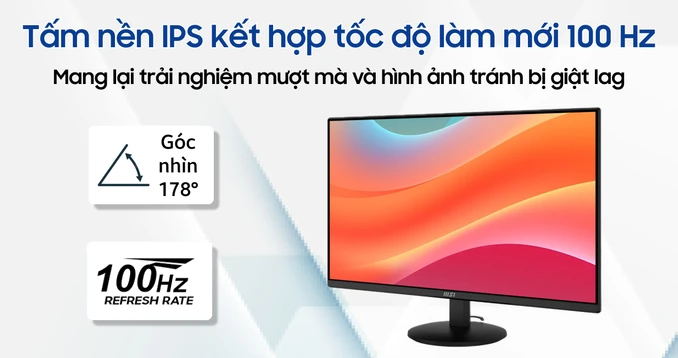 Tấm nền IPS kết hợp tốc độ làm mới 100 Hz
Mang lại trải nghiệm mượt mà và hình ảnh tránh bị giật lag
Góc
nhìn
178°
100Hz
REFRESH RATE
msi